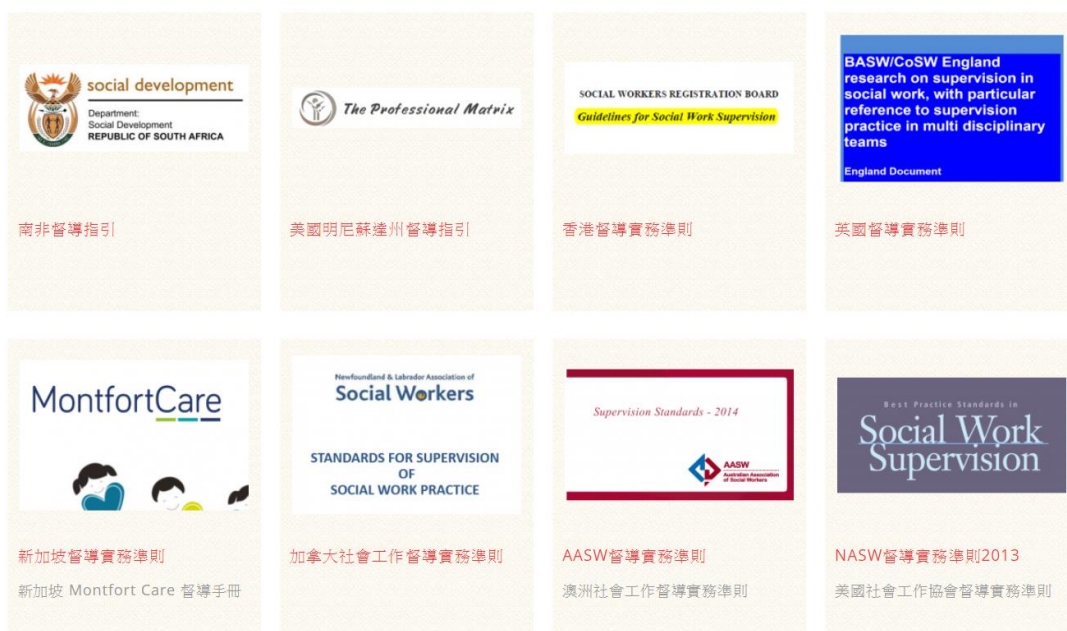 social development
Department:
Social Development
REPUBLIC OF SOUTH AFRICA
南非督導指引
The Professional Matrix
美國明尼蘇達州督導指引
SOCIAL WORKERS REGISTRATION BOARD
Guidelines for Social Work Supervision
香港督導實務準則
BASW/CoSW England
research on supervision in
social work, with particular
reference to supervision
practice in multi disciplinary
teams
England Document
英國督導實務準則
MontfortCare
新加坡督導實務準則
新加坡 Montfort Care 督導手冊
Newfoundland & Labrador Association of
Social Workers
STANDARDS FOR SUPERVISION
OF
SOCIAL WORK PRACTICE
加拿大社會工作督導實務準則
Supervision Standards - 2014
AASW
Australian Association
of Social Workers
AASW督導實務準則
澳洲社會工作督導實務準則
Best Practice Standards in
Social Work
Supervision
NASW督導實務準則2013
美國社會工作協會督導實務準則